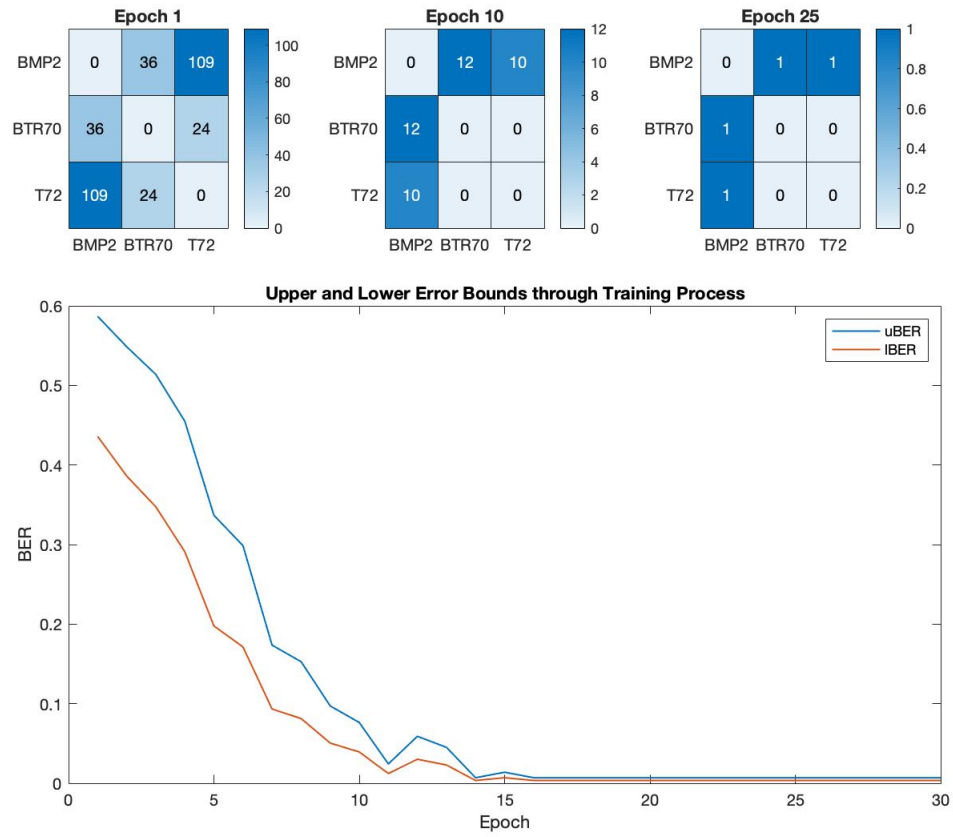 Epoch 1
Epoch 10
Epoch 25
BMP2 0 36 109
BTR70 36 0 24
T72 109 24 0
BMP2 BTR70 T72
100
80
60
40
20
0
BMP2 0 12 10
BTR70 12 0 0
T72 10 0 0
BMP2 BTR70 T72
12
10
8
6
4
2
0
BMP2 0 1 1
BTR70 1 0 0
T72 1 0 0
BMP2 BTR70 T72
1
0.8
0.6
0.4
0.2
0
Upper and Lower Error Bounds through Training Process
uBER
lBER
0.6
0.5
0.4
0.3
0.2
0.1
0
BER
0 5 10 15 20 25 30
Epoch